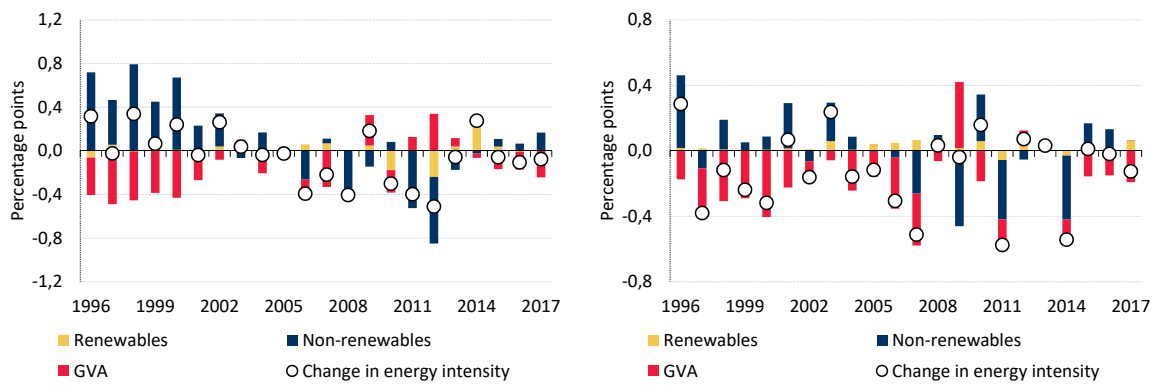 Percentage points
1,2
0,8
0,4
0,0
-0,4
-0,8
-1,2
1996 1999 2002 2005 2008 2011 2014 2017
Renewables Non-renewables
GVA Change in energy intensity
Percentage points
0,8
0,4
0,0
-0,4
-0,8
1996 1999 2002 2005 2008 2011 2014 2017
Renewables Non-renewables
GVA Change in energy intensity